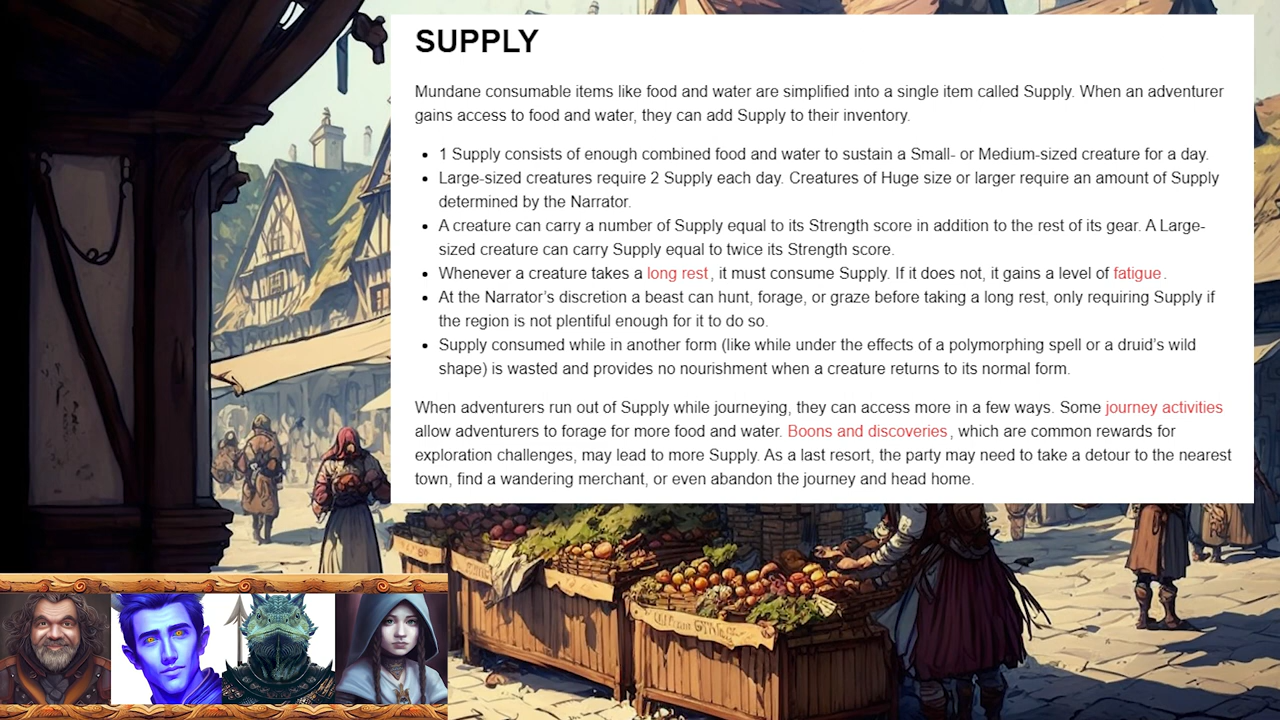 SUPPLY
Mundane consumable items like food and water are simplified into a single item called Supply. When an adventurer
gains access to food and water, they can add Supply to their inventory.
• 1 Supply consists of enough combined food and water to sustain a Small- or Medium-sized creature for a day.
• Large-sized creatures require 2 Supply each day. Creatures of Huge size or larger require an amount of Supply
determined by the Narrator.
• A creature can carry a number of Supply equal to its Strength score in addition to the rest of its gear. A Large-
sized creature can carry Supply equal to twice its Strength score.
• Whenever a creature takes a long rest, it must consume Supply. If it does not, it gains a level of fatigue.
• At the Narrator’s discretion a beast can hunt, forage, or graze before taking a long rest, only requiring Supply if
the region is not plentiful enough for it to do so.
• Supply consumed while in another form (like while under the effects of a polymorphing spell or a druid’s wild
shape) is wasted and provides no nourishment when a creature returns to its normal form.
When adventurers run out of Supply while journeying, they can access more in a few ways. Some journey activities
allow adventurers to forage for more food and water. Boons and discoveries, which are common rewards for
exploration challenges, may lead to more Supply. As a last resort, the party may need to take a detour to the nearest
town, find a wandering merchant, or even abandon the journey and head home.